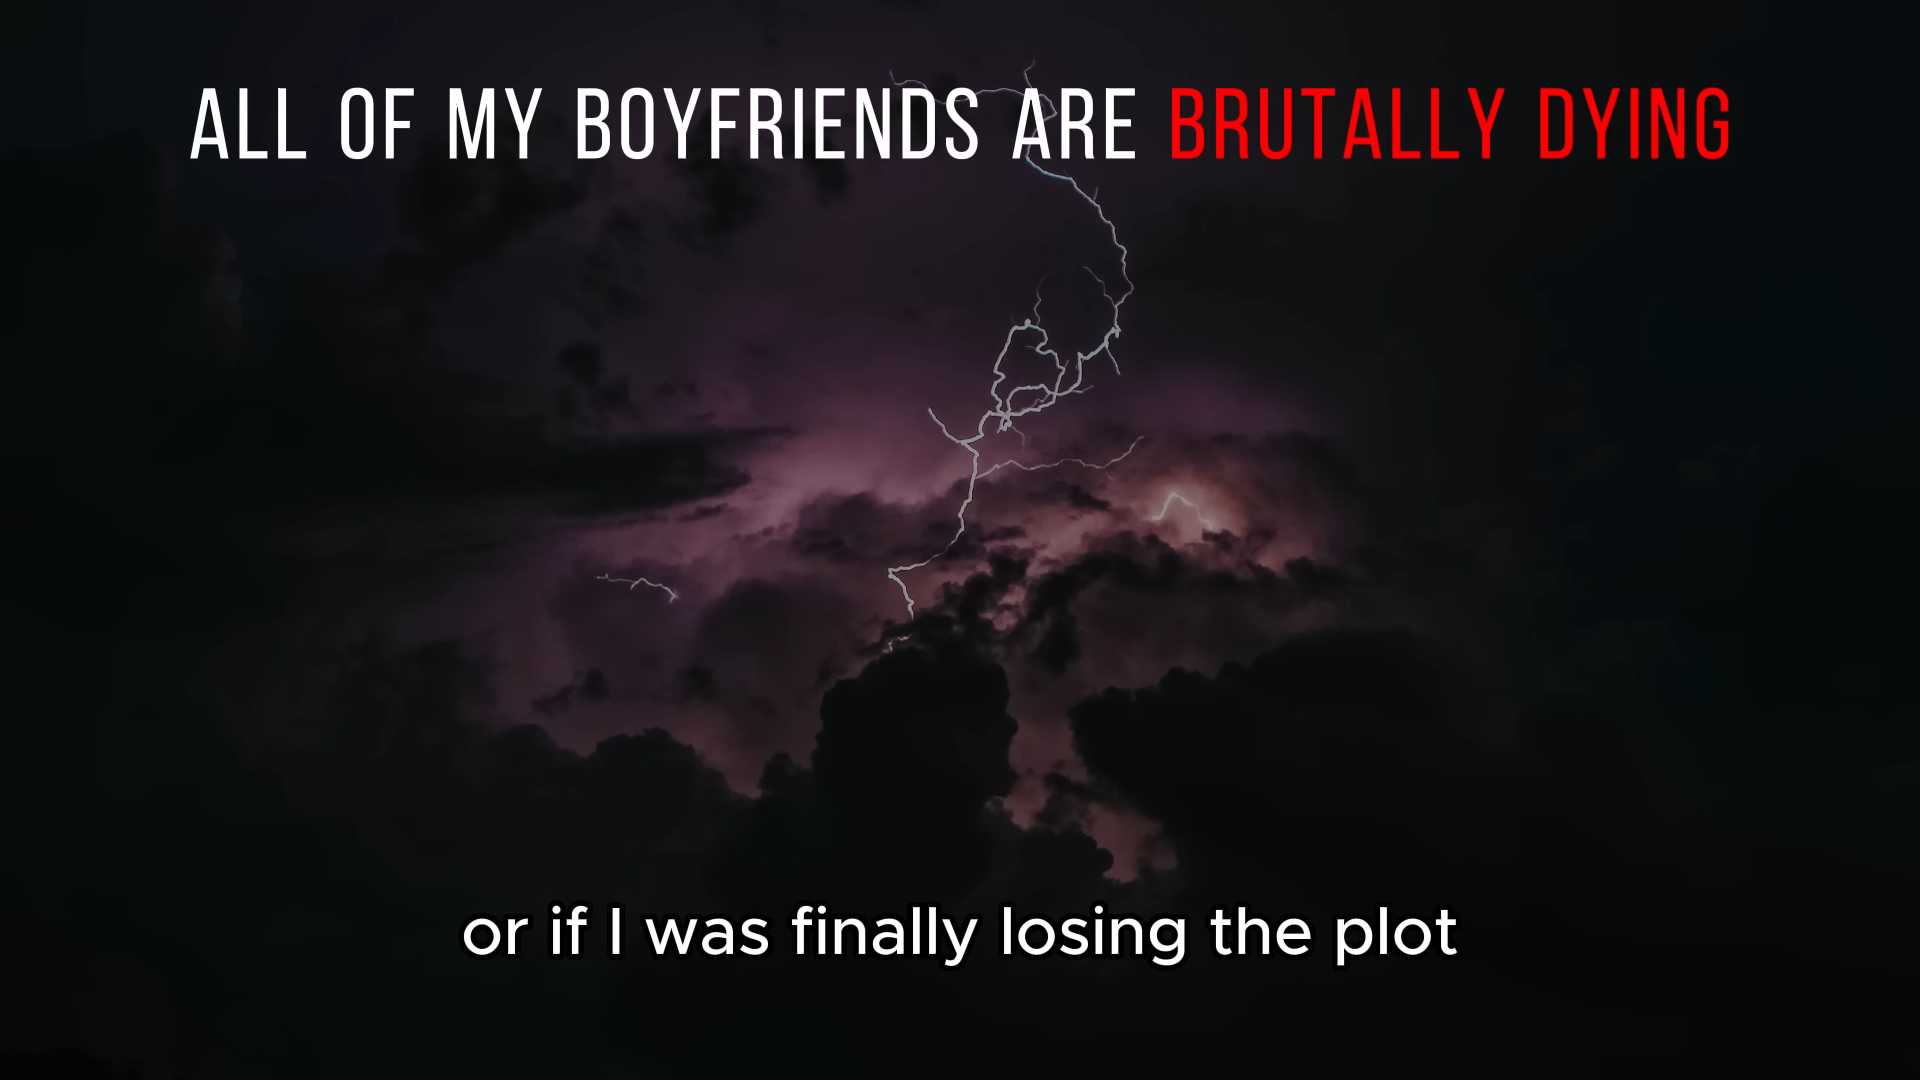 ALL OF MY BOYFRIENDS ARE BRUTALLY DYING
or if I was finally losing the plot